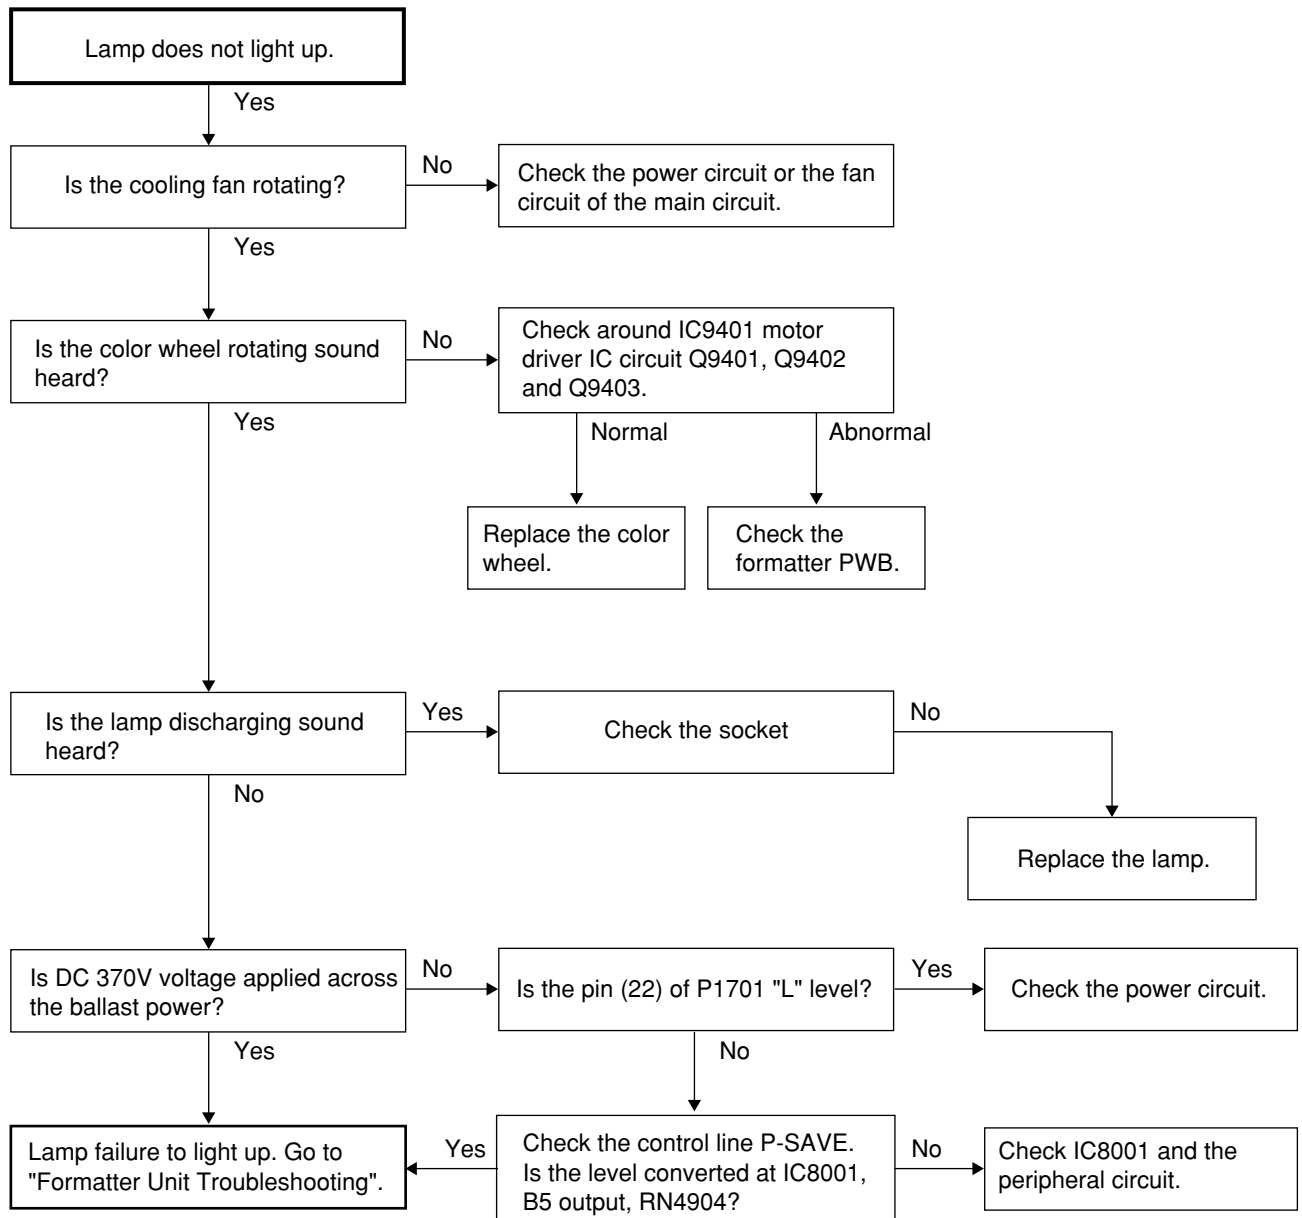 Lamp does not light up.
Yes
Is the cooling fan rotating?
No
Check the power circuit or the fan
circuit of the main circuit.
Yes
Is the color wheel rotating sound
heard?
No
Check around IC9401 motor
driver IC circuit Q9401, Q9402
and Q9403.
Yes
Normal
Abnormal
Replace the color
wheel.
Check the
formatter PWB.
Is the lamp discharging sound
heard?
Yes
Check the socket
No
No
Replace the lamp.
Is DC 370V voltage applied across
the ballast power?
No
Is the pin (22) of P1701 "L" level?
Yes
Check the power circuit.
Yes
No
Lamp failure to light up. Go to
"Formatter Unit Troubleshooting".
Yes
Check the control line P-SAVE.
Is the level converted at IC8001,
B5 output, RN4904?
No
Check IC8001 and the
peripheral circuit.